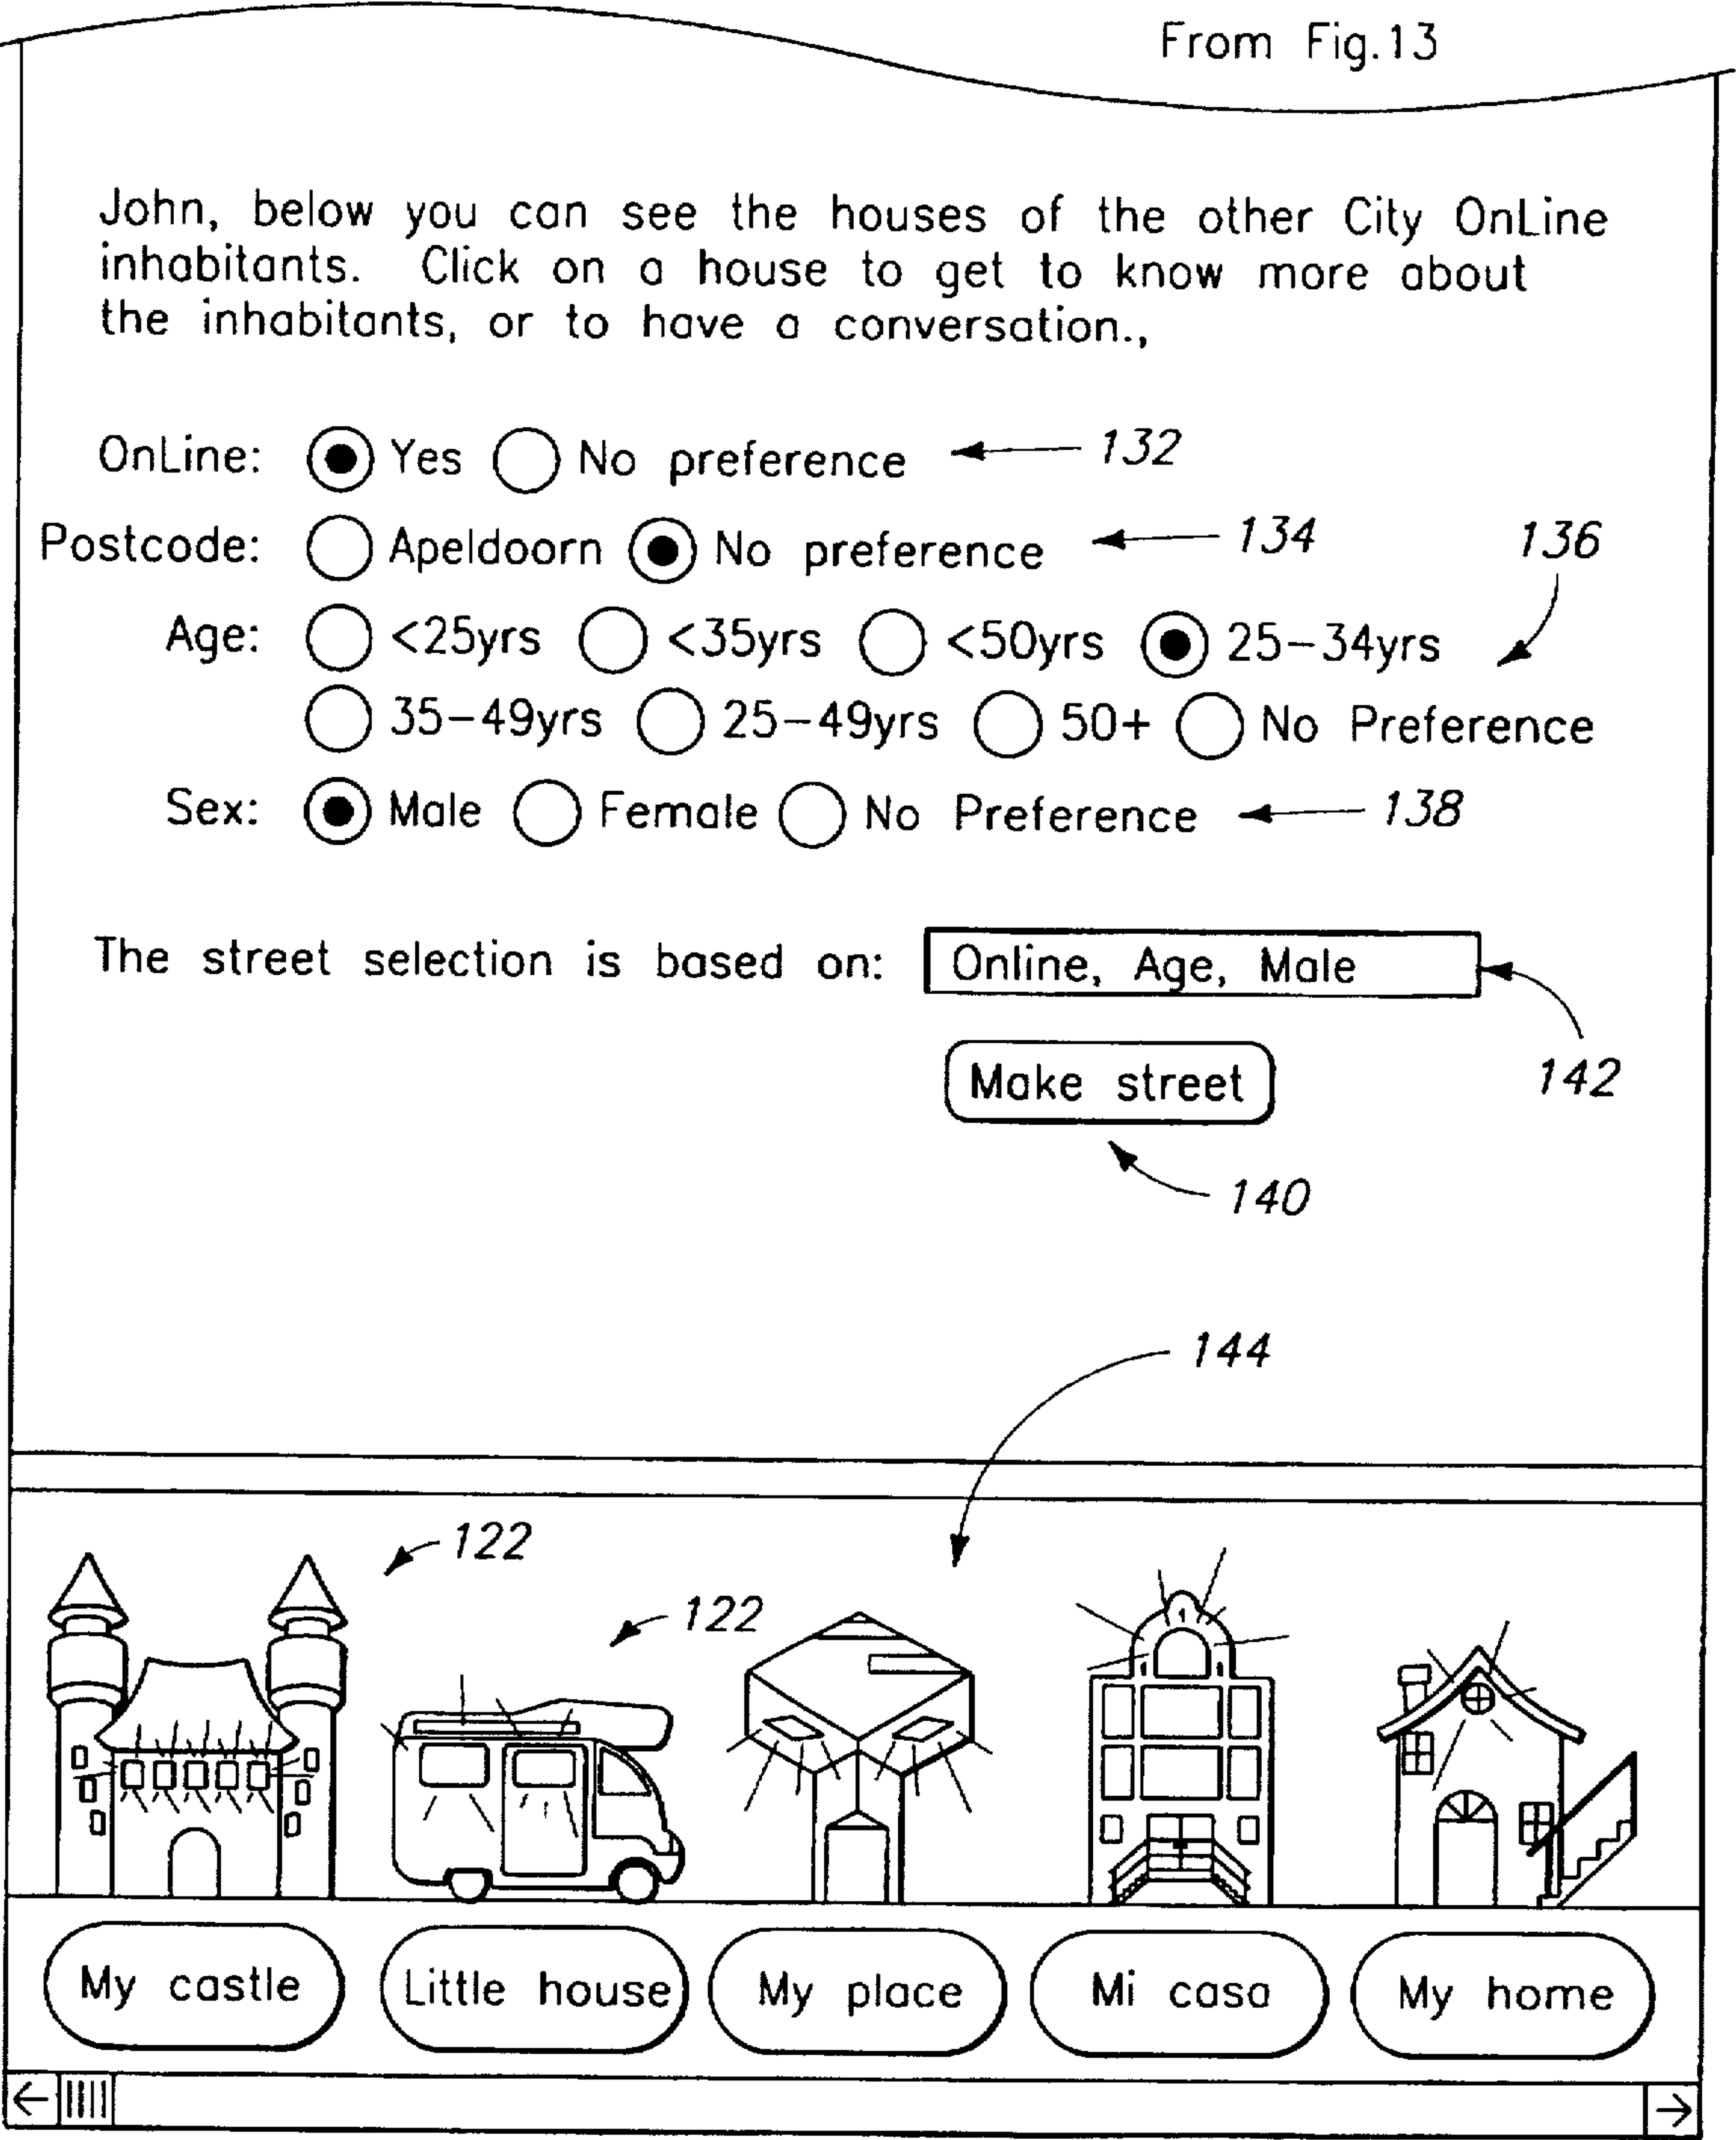 From Fig.13
John, below you can see the houses of the other City OnLine
inhabitants. Click on a house to get to know more about
the inhabitants, or to have a conversation.,
OnLine: Yes No preference 132
Postcode: Apeldoorn No preference 134 136
Age: <25yrs <35yrs <50yrs 25-34yrs
35-49yrs 25-49yrs 50+ No Preference
Sex: Male Female No Preference 138
The street selection is based on: Online, Age, Male
Make street 142
140
144
122
122
My castle Little house My place Mi casa My home